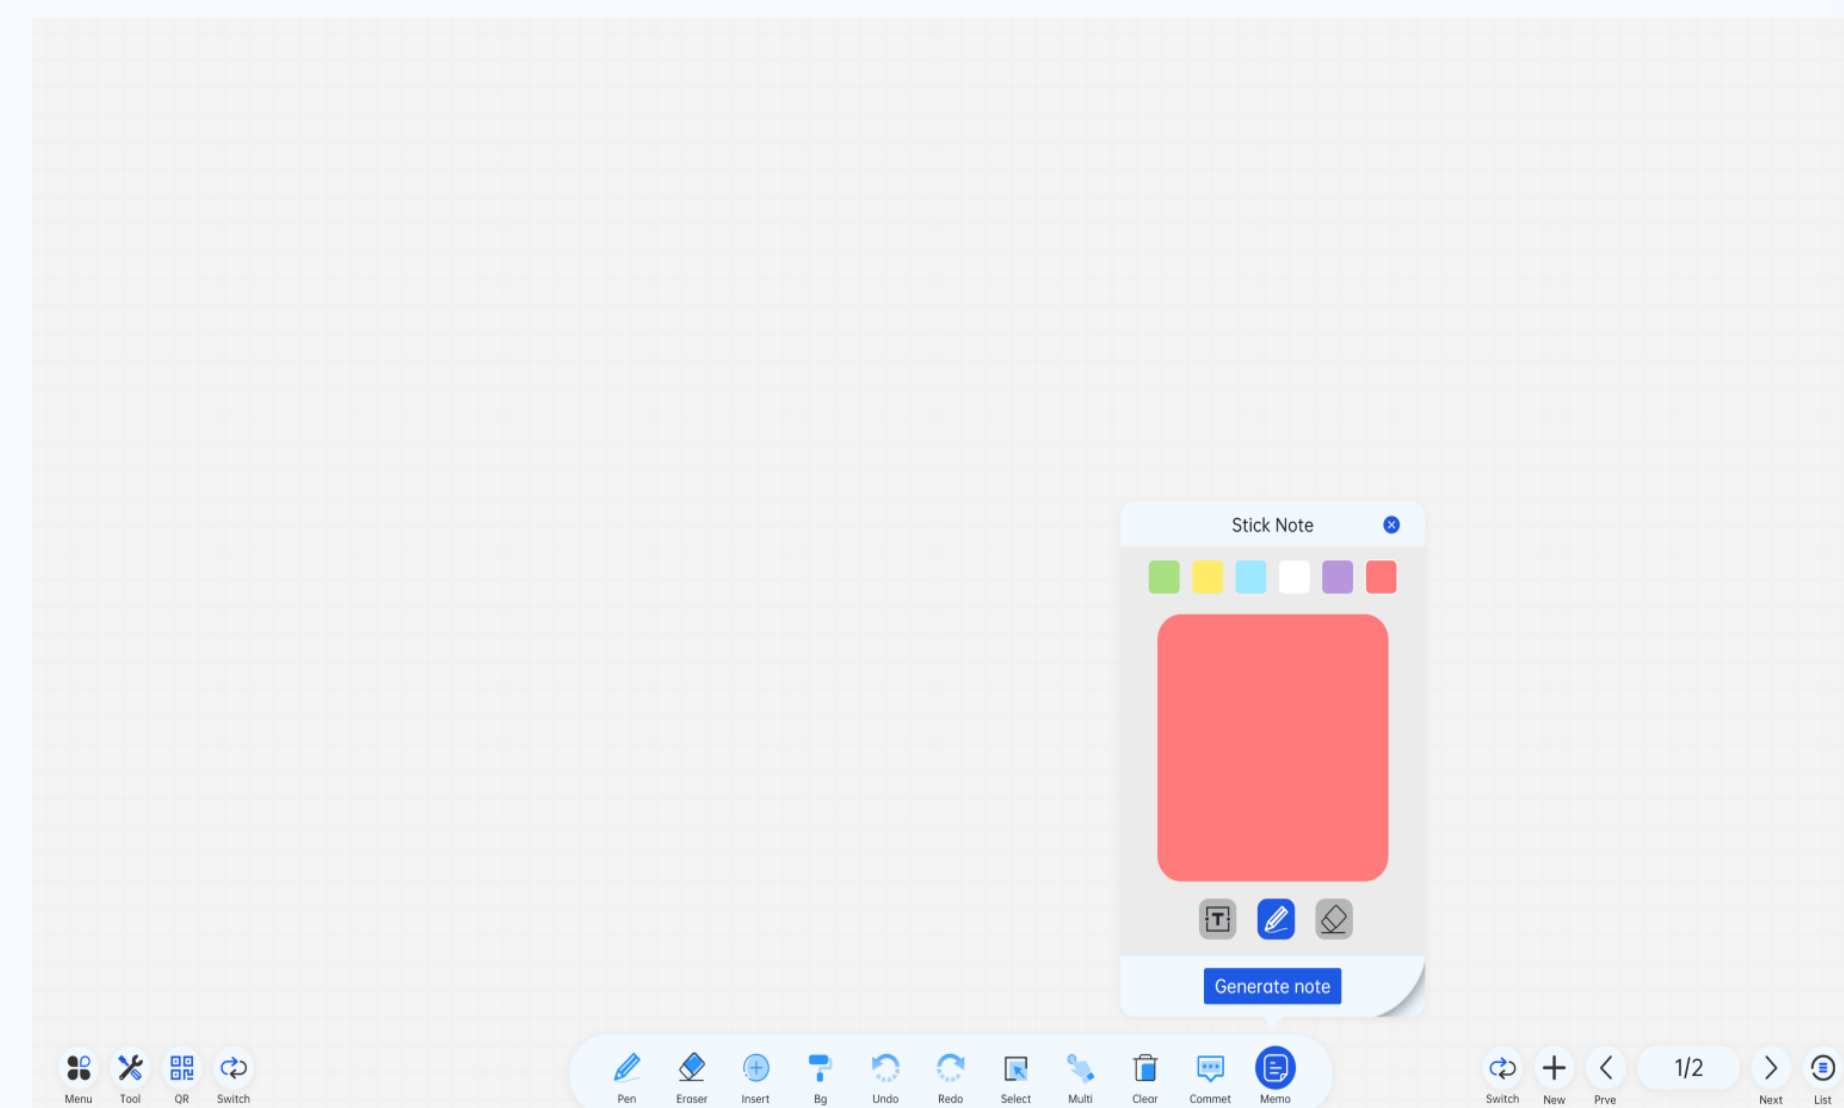 Stick Note
T
Generate note
1/2
Menu Tool QR Switch Pen Eraser Insert Bg Undo Redo Select Multi Clear Commet Memo Switch New Prve Next List